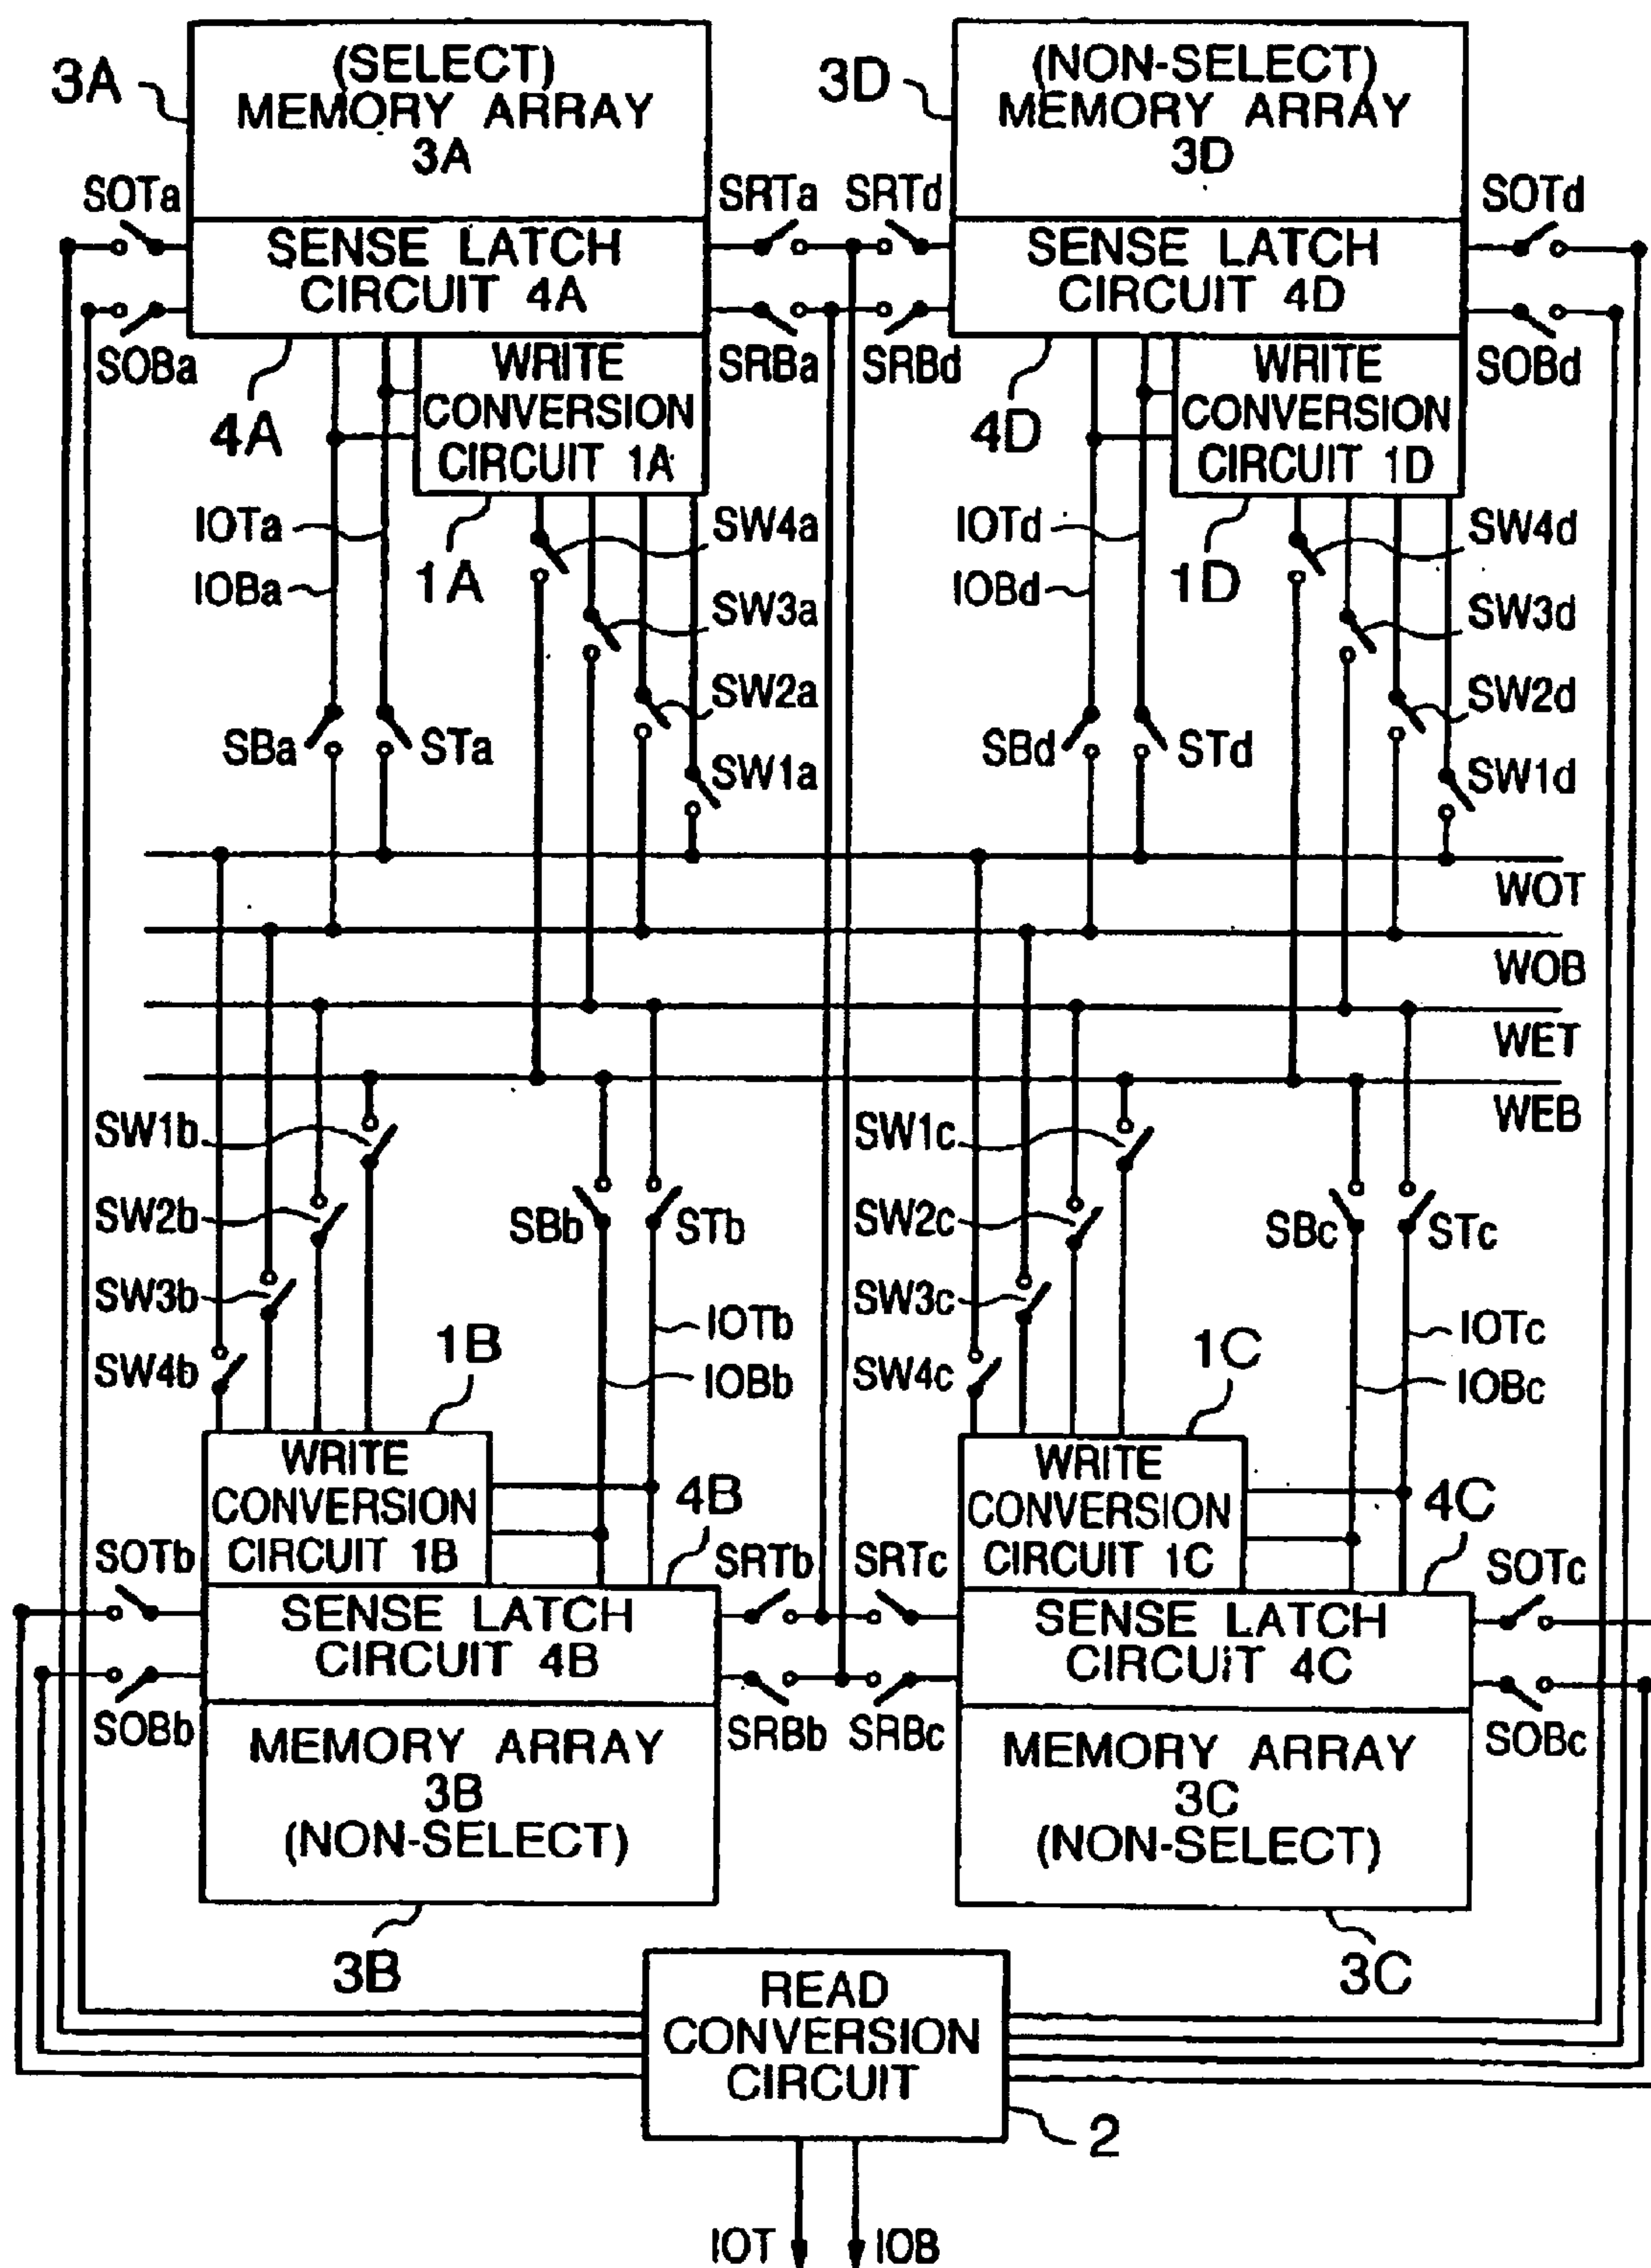 3A
(SELECT)
MEMORY ARRAY
3A
3D
(NON-SELECT)
MEMORY ARRAY
3D
SOTa
SRTa
SRTd
SOTd
SENSE LATCH
CIRCUIT 4A
SENSE LATCH
CIRCUIT 4D
SOBa
SRBa
SRBd
SOBd
4A
WRITE
CONVERSION
CIRCUIT 1A
4D
WRITE
CONVERSION
CIRCUIT 1D
IOTa
SW4a
IOTd
SW4d
IOBa
1A
IOBd
1D
SW3a
SW3d
SW2a
SW2d
SBa
STa
SBd
STd
SW1a
SW1d
WOT
WOB
WET
WEB
SW1b
SW1c
SW2b
SBb
STb
SW2c
SBc
STc
SW3b
SW3c
IOTb
IOTc
SW4b
1B
IOBb
SW4c
1C
IOBc
WRITE
CONVERSION
CIRCUIT 1B
4B
WRITE
CONVERSION
CIRCUIT 1C
4C
SOTb
SRTb
SRTc
SOTc
SENSE LATCH
CIRCUIT 4B
SENSE LATCH
CIRCUIT 4C
SOBb
SRBb
SRBc
SOBc
MEMORY ARRAY
3B
(NON-SELECT)
MEMORY ARRAY
3C
(NON-SELECT)
3B
3C
READ
CONVERSION
CIRCUIT
2
IOT
IOB